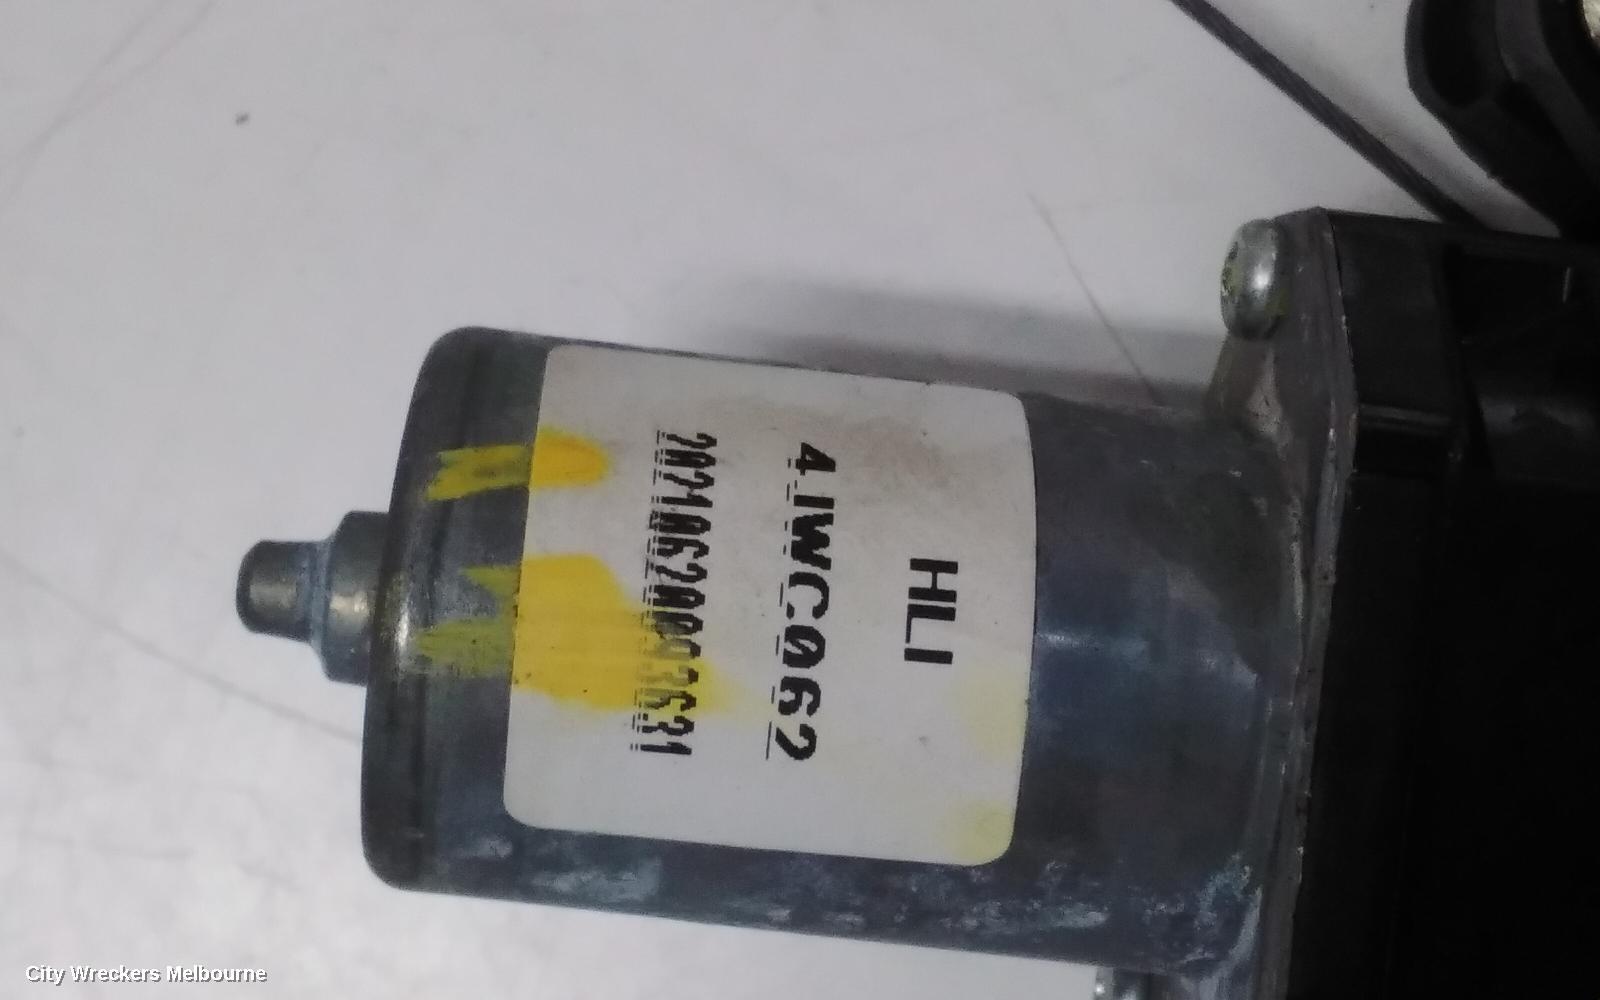 HLI
4JWC062
City Wreckers Melbourne